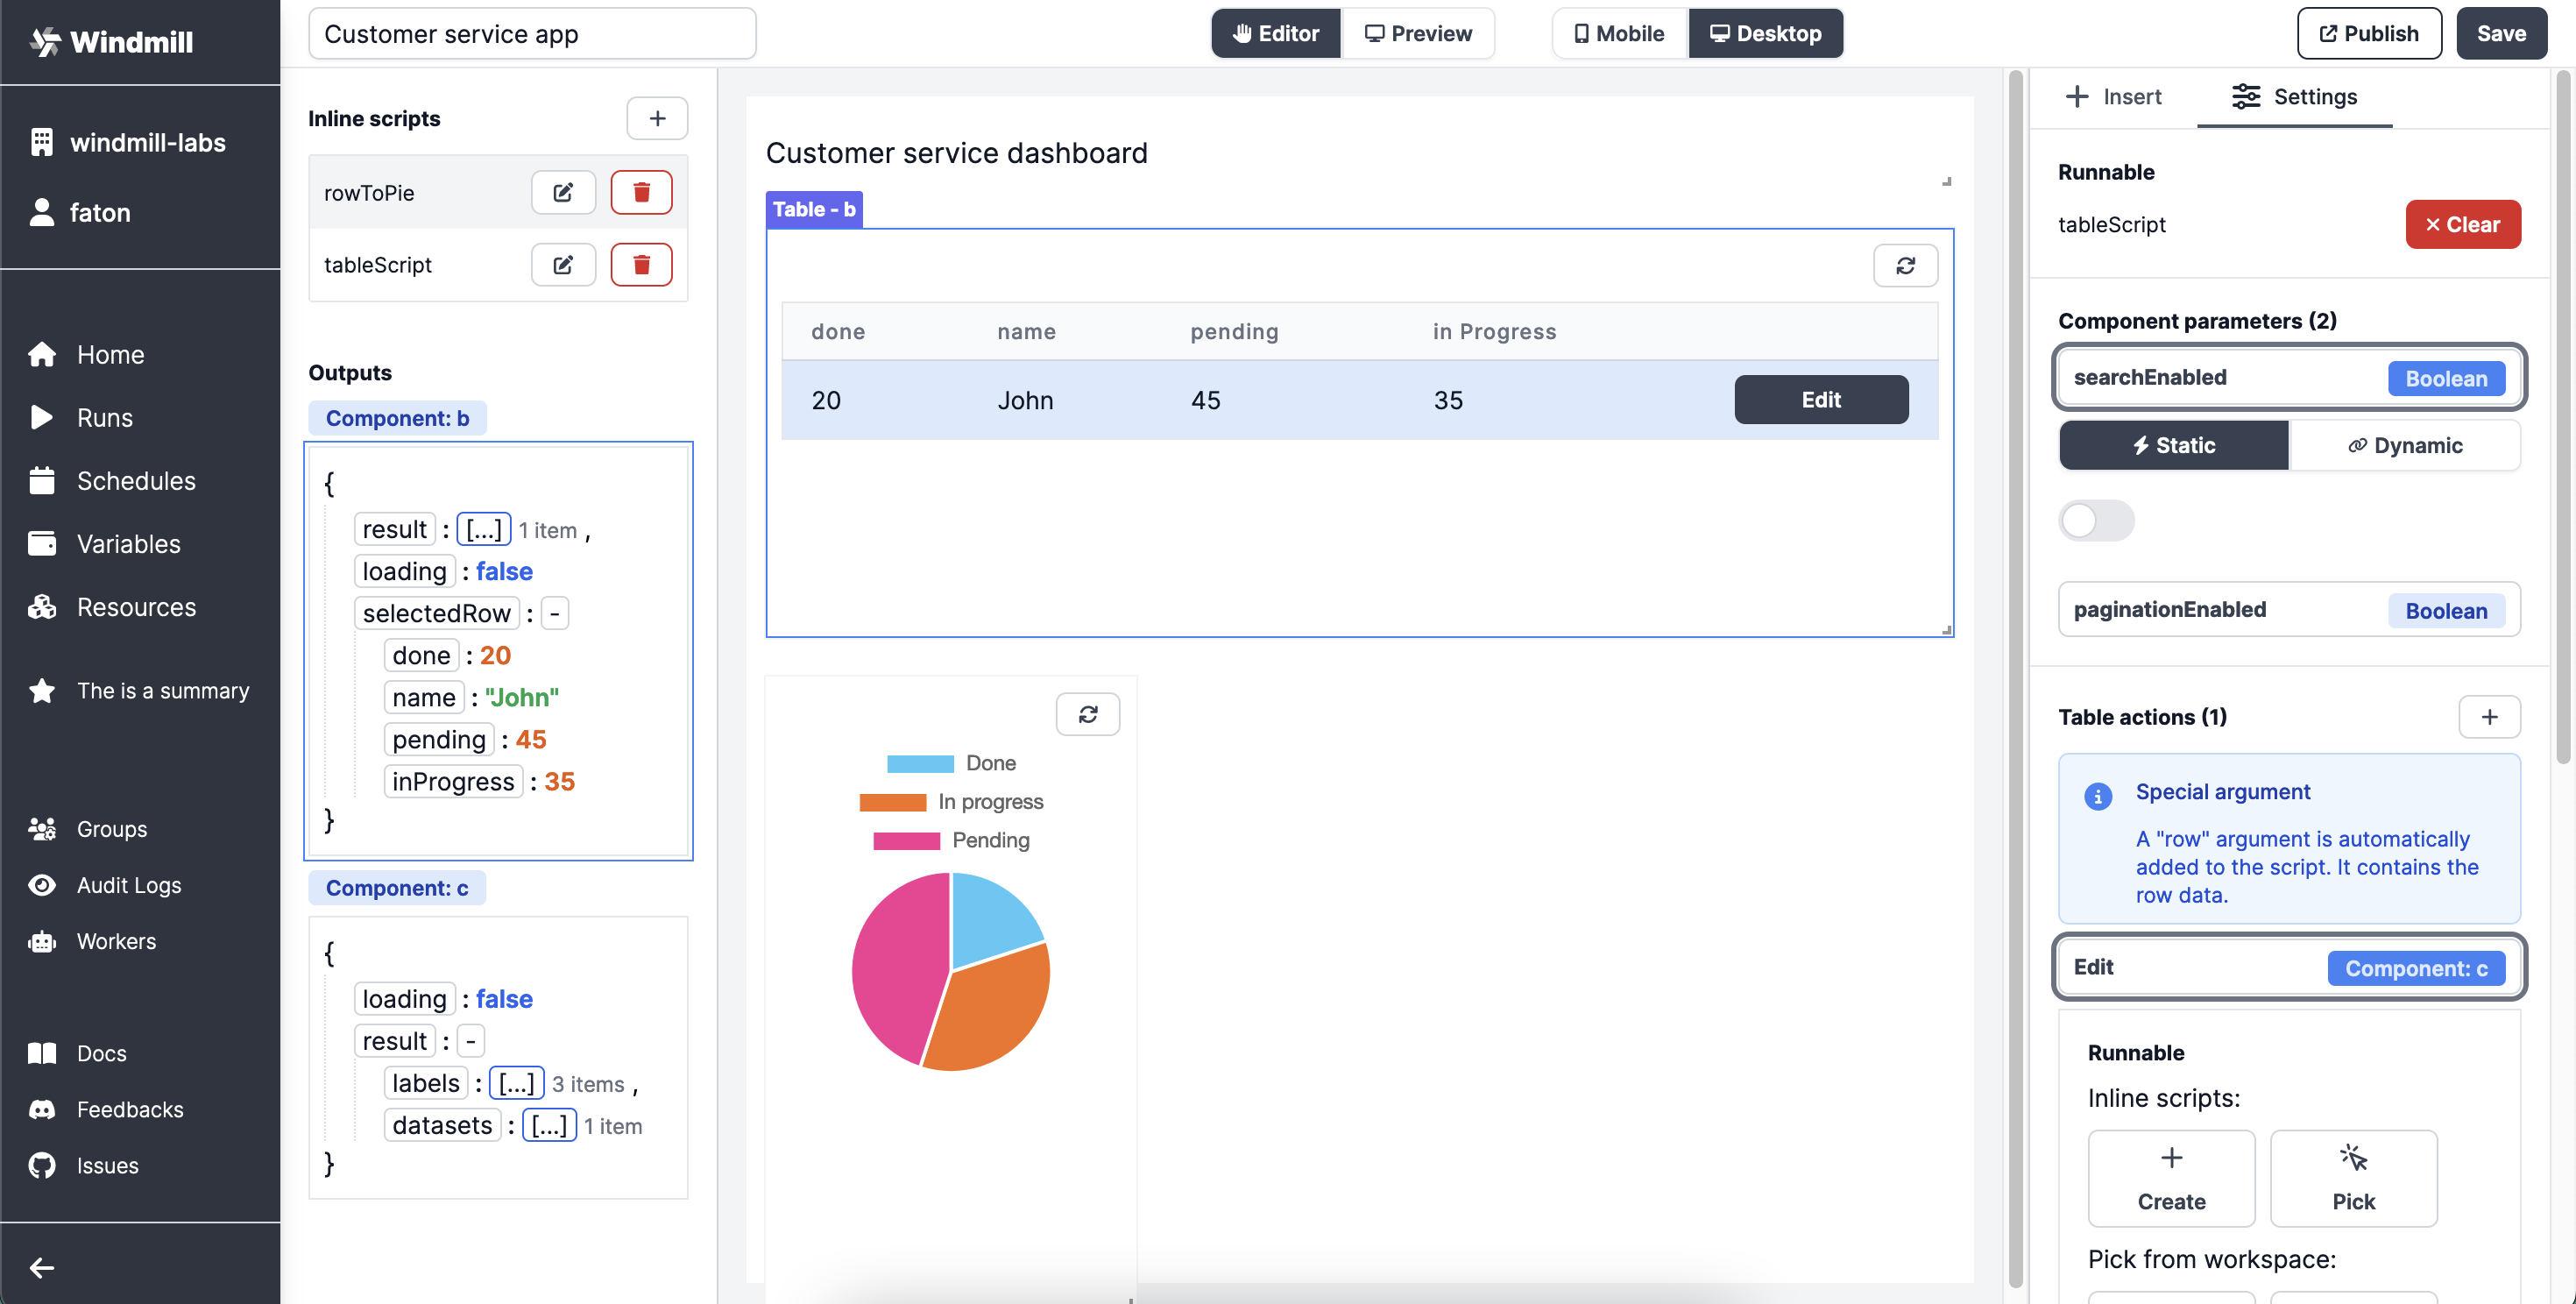 Windmill
windmill-labs
faton
Home
Runs
Schedules
Variables
Resources
The is a summary
Groups
Audit Logs
Workers
Docs
Feedbacks
Issues
Customer service app
Editor
Preview
Mobile
Desktop
Publish
Save
Inline scripts
+
rowToPie
tableScript
Outputs
Component: b
{
result : [...] 1 item ,
loading : false
selectedRow : -
done : 20
name : "John"
pending : 45
inProgress : 35
}
Component: c
{
loading : false
result : -
labels : [...] 3 items ,
datasets : [...] 1 item
}
Customer service dashboard
Table - b
done name pending in Progress
20 John 45 35 Edit
Done
In progress
Pending
+ Insert
Settings
Runnable
tableScript
× Clear
Component parameters (2)
searchEnabled Boolean
Static Dynamic
paginationEnabled Boolean
Table actions (1) +
Special argument
A "row" argument is automatically
added to the script. It contains the
row data.
Edit Component: c
Runnable
Inline scripts:
+
Create Pick
Pick from workspace: